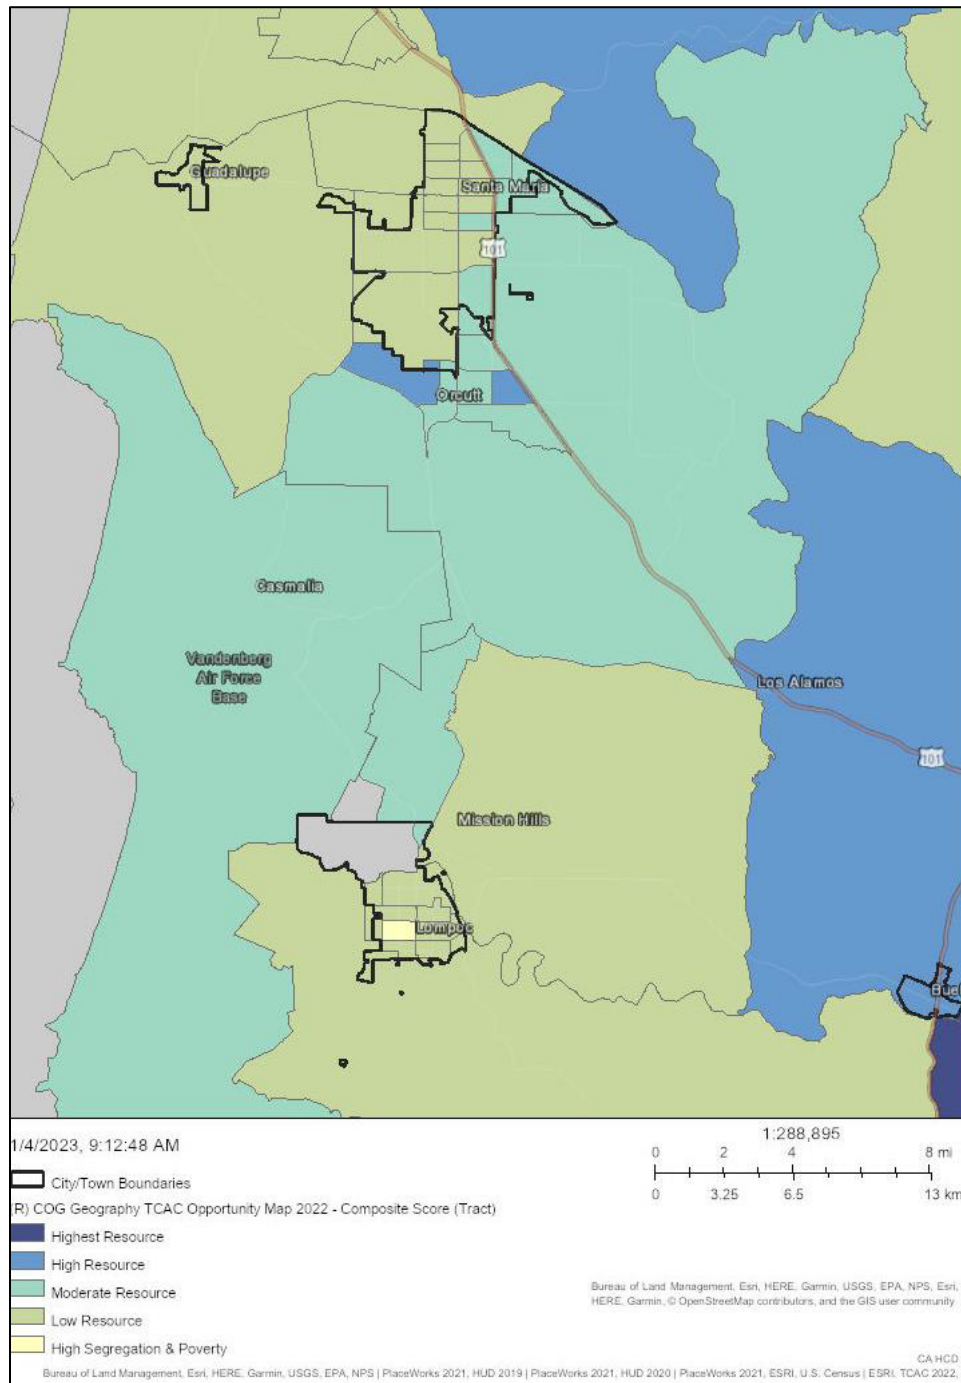 Guadalupe
Santa Maria
101
Orcutt
Casmalia
Vandenberg
Air Force
Base
Los Alamos
101
Mission Hills
Lompoc
Buel
1/4/2023, 9:12:48 AM
1:288,895
0 2 4 8 mi
0 3.25 6.5 13 km
City/Town Boundaries
R) COG Geography TCAC Opportunity Map 2022 - Composite Score (Tract)
Highest Resource
High Resource
Moderate Resource
Low Resource
High Segregation & Poverty
Bureau of Land Management, Esri, HERE, Garmin, USGS, EPA, NPS, Esri,
HERE, Garmin, © OpenStreetMap contributors, and the GIS user community
CA HCD
Bureau of Land Management, Esri, HERE, Garmin, USGS, EPA, NPS | PlaceWorks 2021, HUD 2019 | PlaceWorks 2021, HUD 2020 | PlaceWorks 2021, ESRI, U.S. Census | ESRI, TCAC 2022,